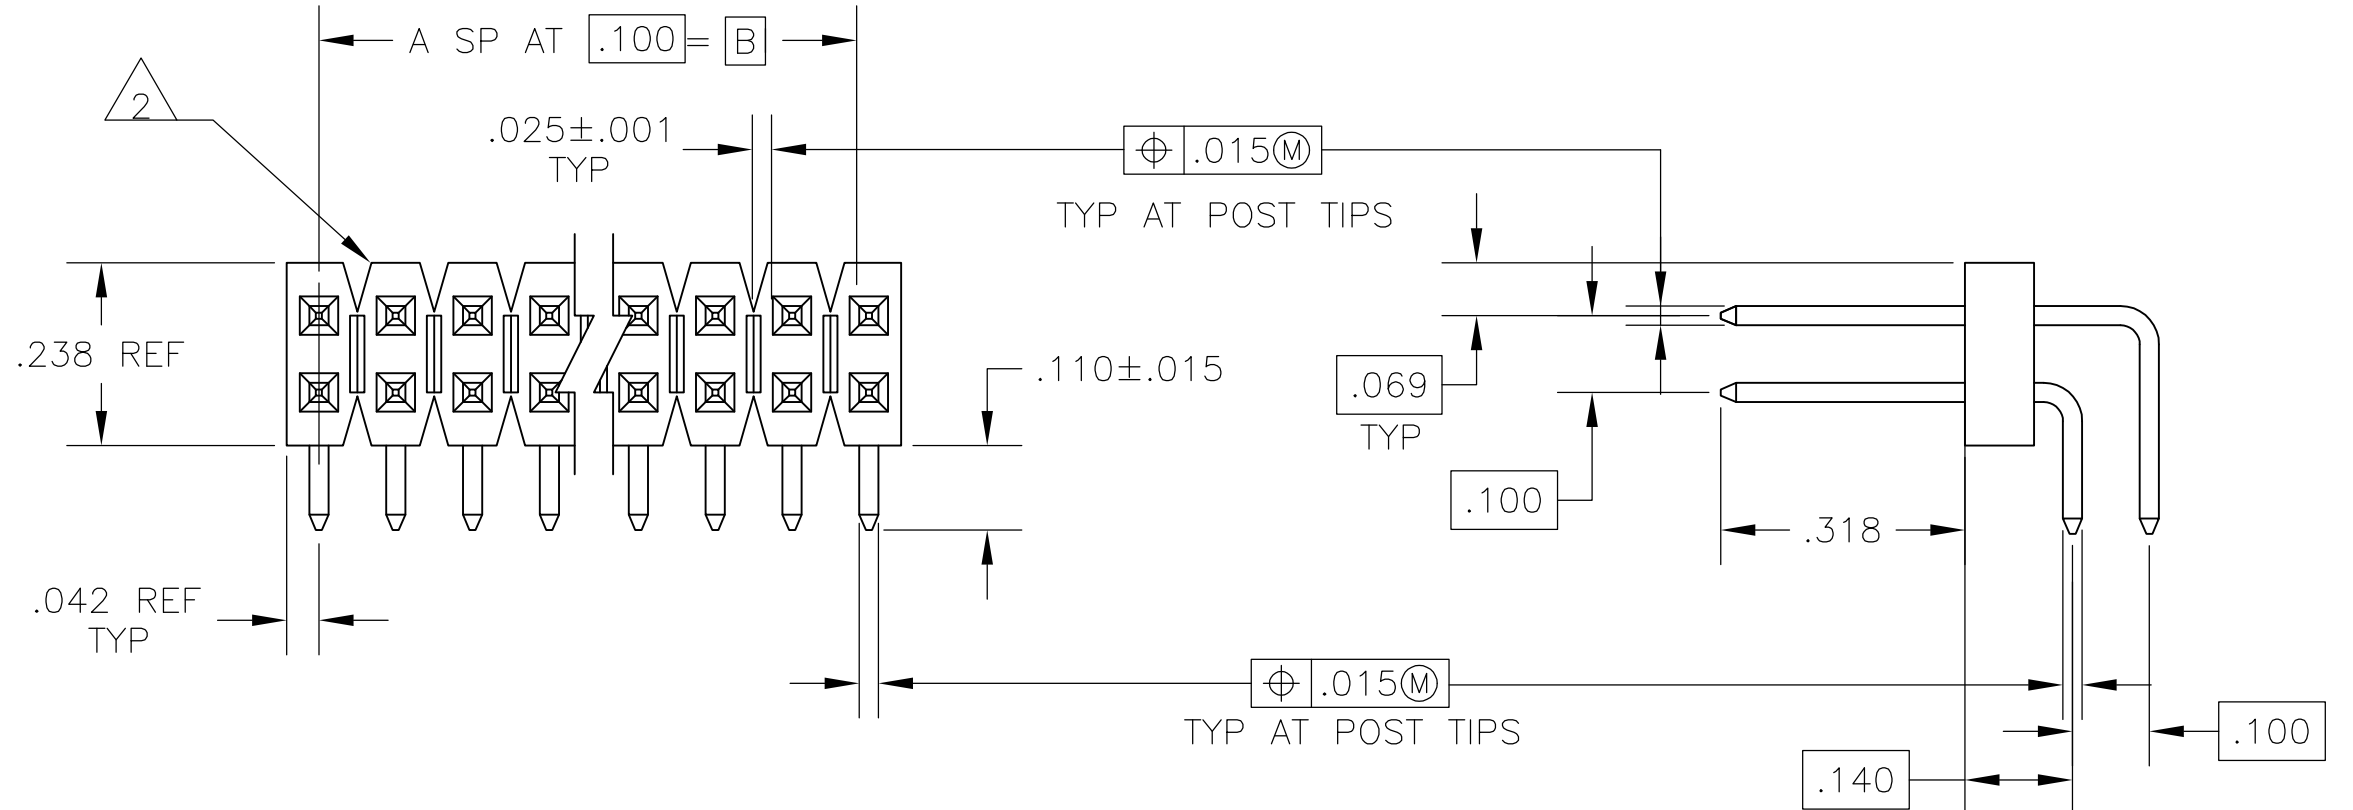 A SP AT .100 = B
2
.025±.001
TYP
⌖ .015Ⓜ
TYP AT POST TIPS
.238 REF
.110±.015
.069
TYP
.100
.318
.042 REF
TYP
⌖ .015Ⓜ
TYP AT POST TIPS
.100
.140